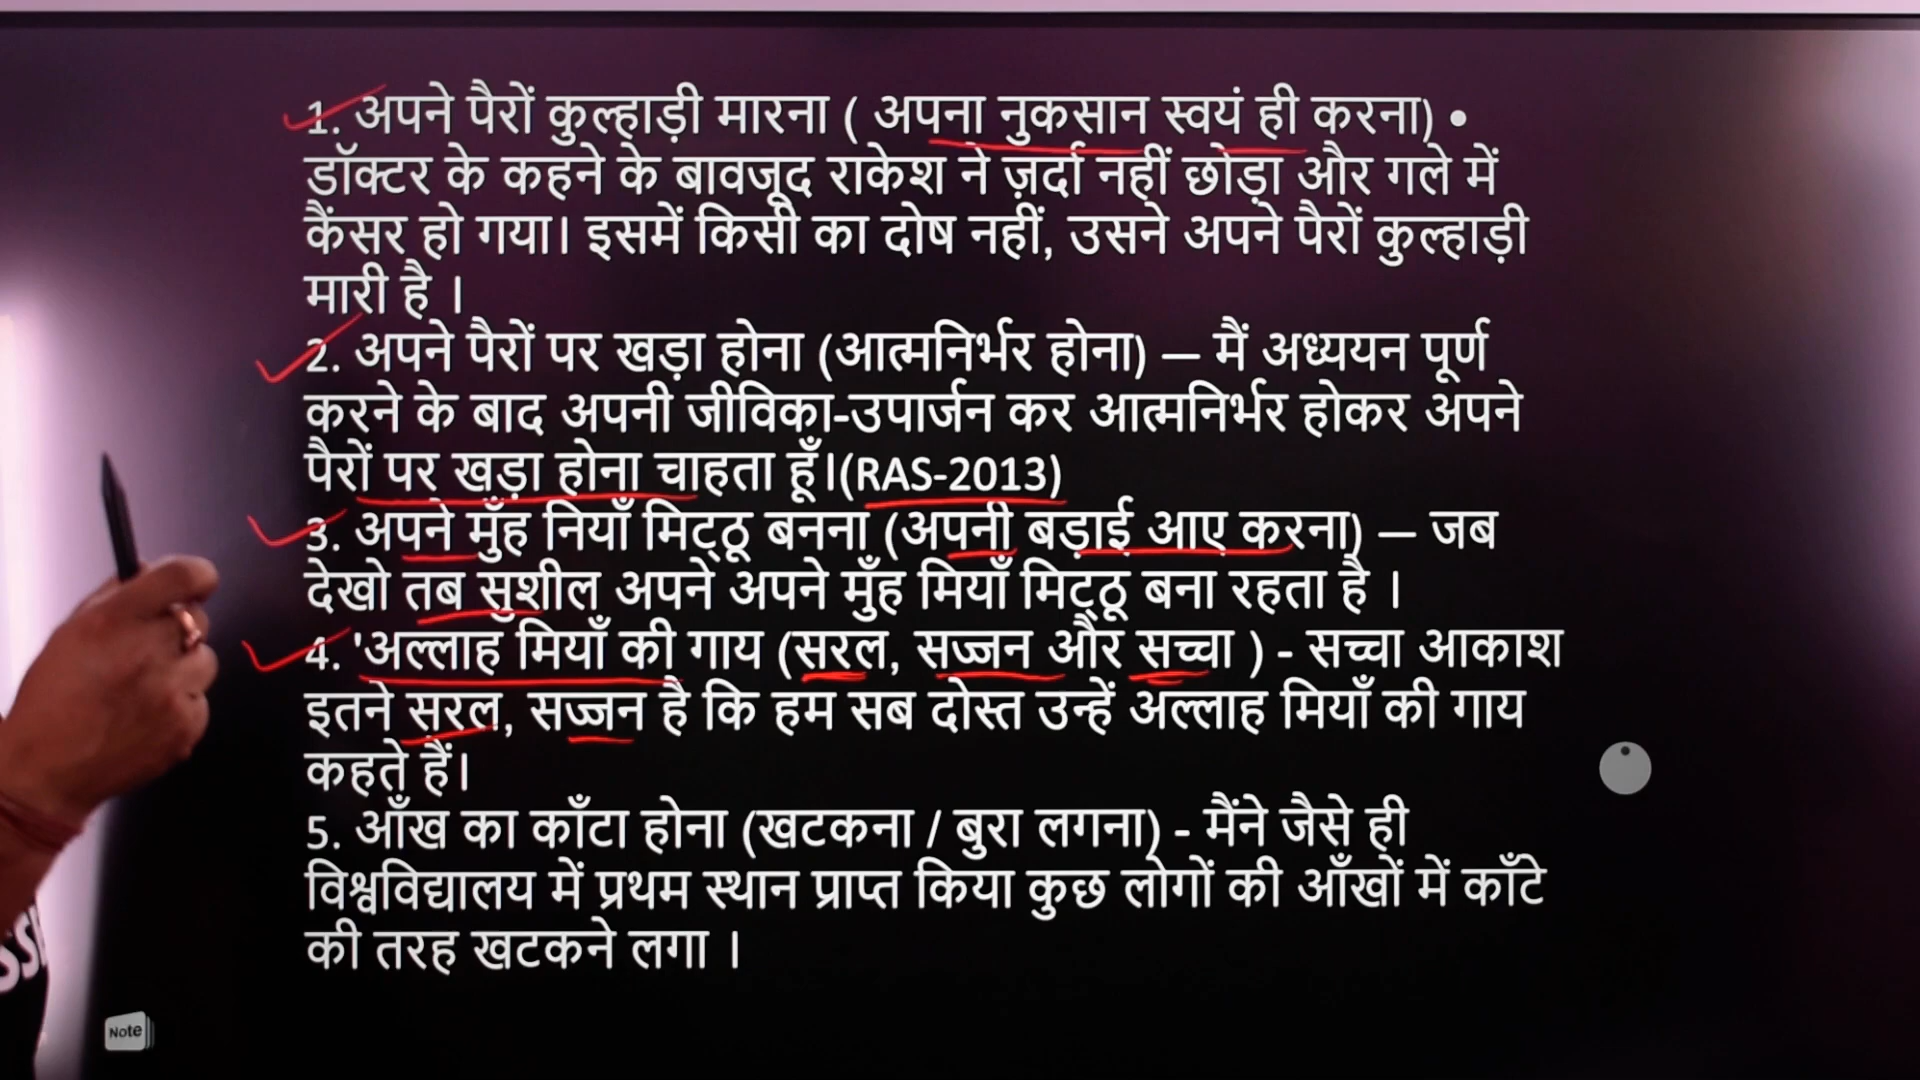 1. अपने पैरों कुल्हाड़ी मारना ( अपना नुकसान स्वयं ही करना) •
डॉक्टर के कहने के बावजूद राकेश ने ज़र्दा नहीं छोड़ा और गले में
कैंसर हो गया। इसमें किसी का दोष नहीं, उसने अपने पैरों कुल्हाड़ी
मारी है ।
2. अपने पैरों पर खड़ा होना (आत्मनिर्भर होना) — मैं अध्ययन पूर्ण
करने के बाद अपनी जीविका-उपार्जन कर आत्मनिर्भर होकर अपने
पैरों पर खड़ा होना चाहता हूँ।(RAS-2013)
3. अपने मुँह नियाँ मिट्ठू बनना (अपनी बड़ाई आए करना) — जब
देखो तब सुशील अपने अपने मुँह मियाँ मिट्ठू बना रहता है ।
4. 'अल्लाह मियाँ की गाय (सरल, सज्जन और सच्चा ) - सच्चा आकाश
इतने सरल, सज्जन है कि हम सब दोस्त उन्हें अल्लाह मियाँ की गाय
कहते हैं।
5. आँख का काँटा होना (खटकना / बुरा लगना) - मैंने जैसे ही
विश्वविद्यालय में प्रथम स्थान प्राप्त किया कुछ लोगों की आँखों में काँटे
की तरह खटकने लगा ।
Note